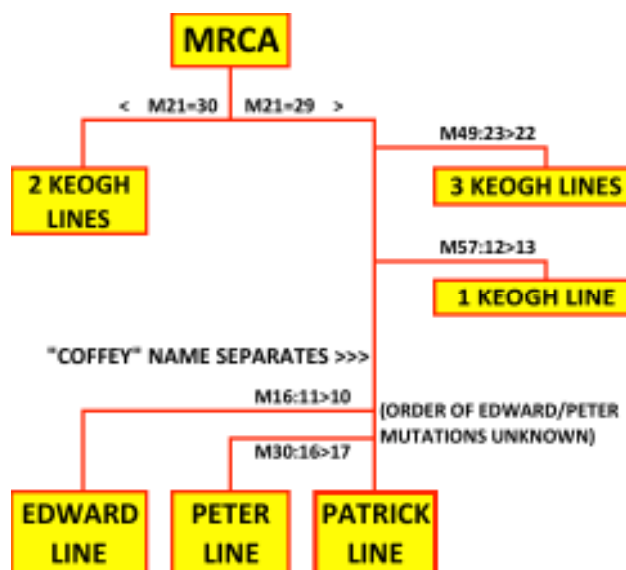 MRCA
< M21=30 M21=29 >
M49:23>22
2 KEOGH
LINES
3 KEOGH LINES
M57:12>13
1 KEOGH LINE
"COFFEY" NAME SEPARATES >>>
M16:11>10
(ORDER OF EDWARD/PETER
MUTATIONS UNKNOWN)
M30:16>17
EDWARD
LINE
PETER
LINE
PATRICK
LINE